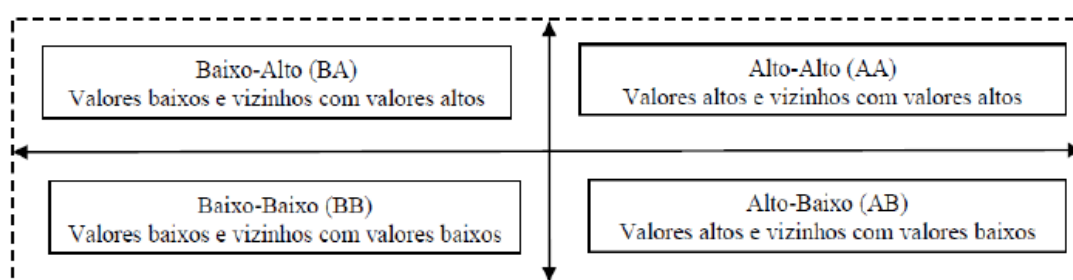 Baixo-Alto (BA)
Valores baixos e vizinhos com valores altos
Alto-Alto (AA)
Valores altos e vizinhos com valores altos
Baixo-Baixo (BB)
Valores baixos e vizinhos com valores baixos
Alto-Baixo (AB)
Valores altos e vizinhos com valores baixos